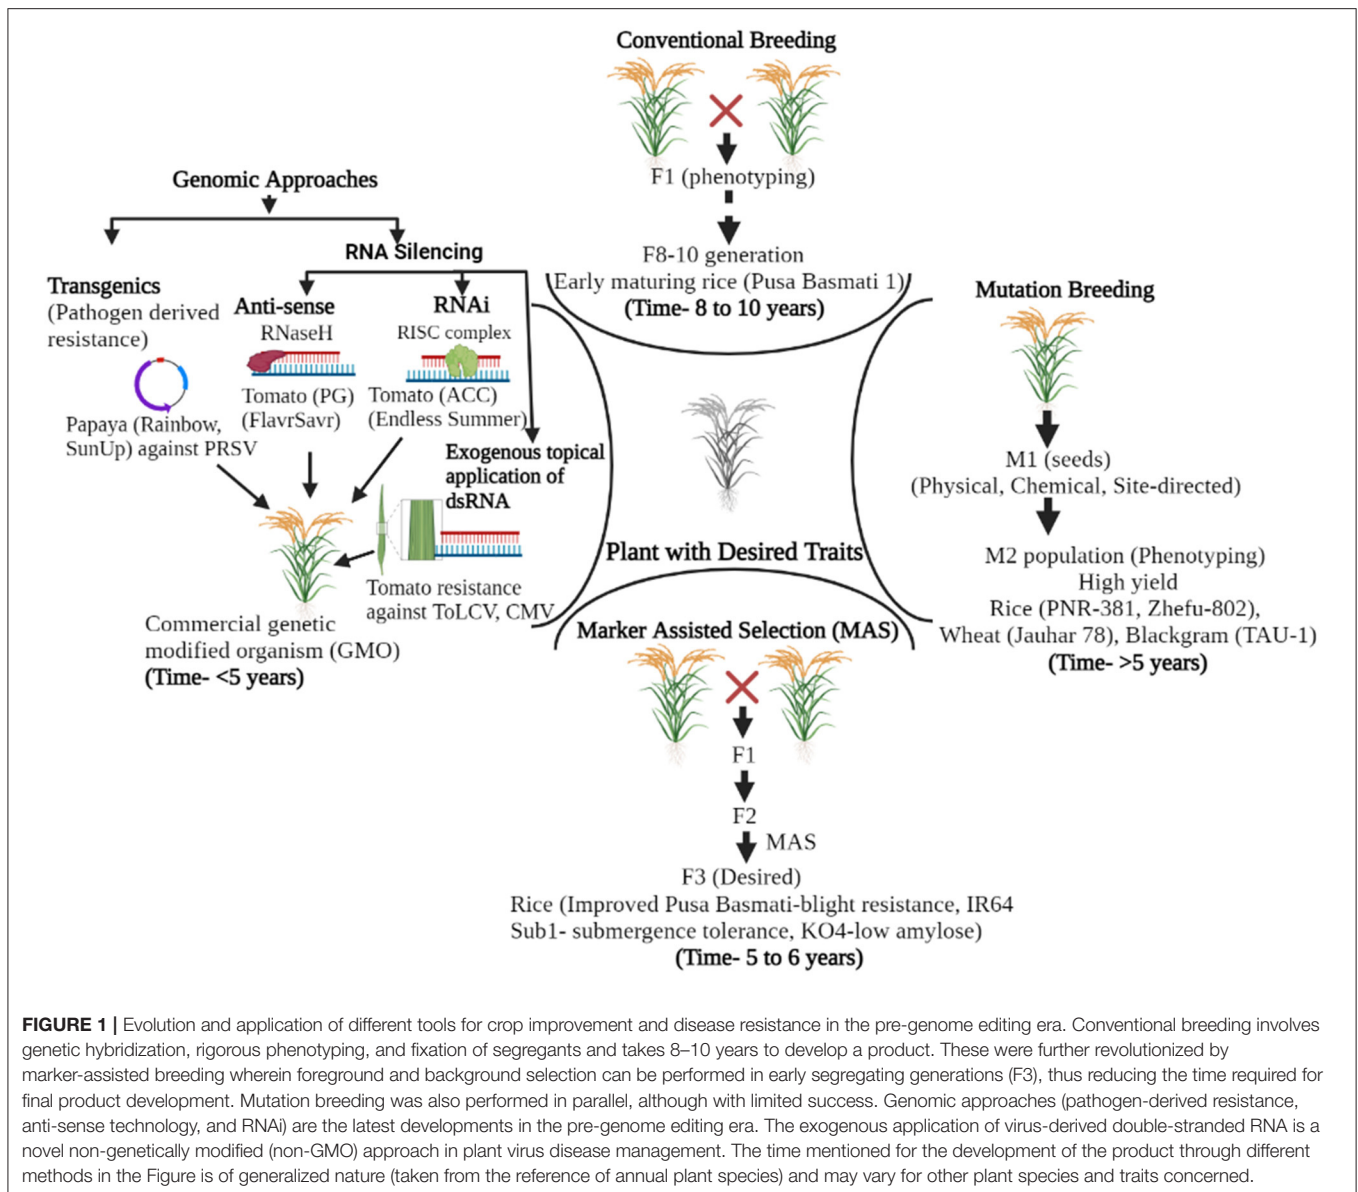 Conventional Breeding
F1 (phenotyping)
F8-10 generation
Early maturing rice (Pusa Basmati 1)
(Time- 8 to 10 years)
Genomic Approaches
RNA Silencing
Transgenics
(Pathogen derived
resistance)
Papaya (Rainbow,
SunUp) against PRSV
Anti-sense
RNaseH
Tomato (PG)
(FlavrSavr)
RNAi
RISC complex
Tomato (ACC)
(Endless Summer)
Exogenous topical
application of
dsRNA
Tomato resistance
against ToLCV, CMV
Commercial genetic
modified organism (GMO)
(Time- <5 years)
Plant with Desired Traits
Mutation Breeding
M1 (seeds)
(Physical, Chemical, Site-directed)
M2 population (Phenotyping)
High yield
Rice (PNR-381, Zhefu-802),
Wheat (Jauhar 78), Blackgram (TAU-1)
(Time- >5 years)
Marker Assisted Selection (MAS)
F1
F2
MAS
F3 (Desired)
Rice (Improved Pusa Basmati-blight resistance, IR64
Sub1- submergence tolerance, KO4-low amylose)
(Time- 5 to 6 years)
FIGURE 1 | Evolution and application of different tools for crop improvement and disease resistance in the pre-genome editing era. Conventional breeding involves
genetic hybridization, rigorous phenotyping, and fixation of segregants and takes 8–10 years to develop a product. These were further revolutionized by
marker-assisted breeding wherein foreground and background selection can be performed in early segregating generations (F3), thus reducing the time required for
final product development. Mutation breeding was also performed in parallel, although with limited success. Genomic approaches (pathogen-derived resistance,
anti-sense technology, and RNAi) are the latest developments in the pre-genome editing era. The exogenous application of virus-derived double-stranded RNA is a
novel non-genetically modified (non-GMO) approach in plant virus disease management. The time mentioned for the development of the product through different
methods in the Figure is of generalized nature (taken from the reference of annual plant species) and may vary for other plant species and traits concerned.